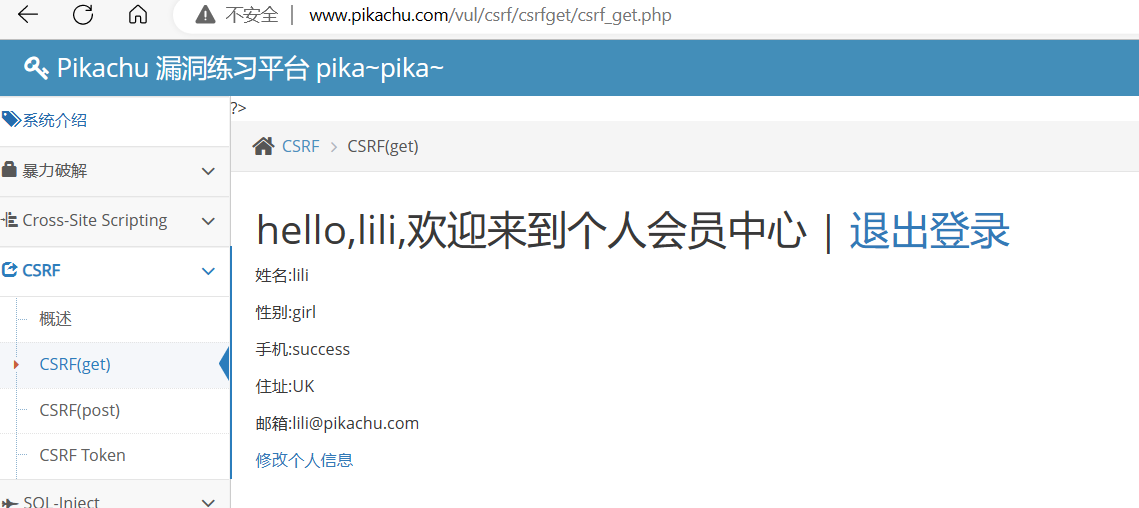 不安全 | www.pikachu.com/vul/csrf/csrfget/csrf_get.php
Pikachu 漏洞练习平台 pika~pika~
系统介绍
暴力破解
Cross-Site Scripting
CSRF
概述
CSRF(get)
CSRF(post)
CSRF Token
SQL-Inject
?>
CSRF > CSRF(get)
hello,lili,欢迎来到个人会员中心 | 退出登录
姓名:lili
性别:girl
手机:success
住址:UK
邮箱:lili@pikachu.com
修改个人信息